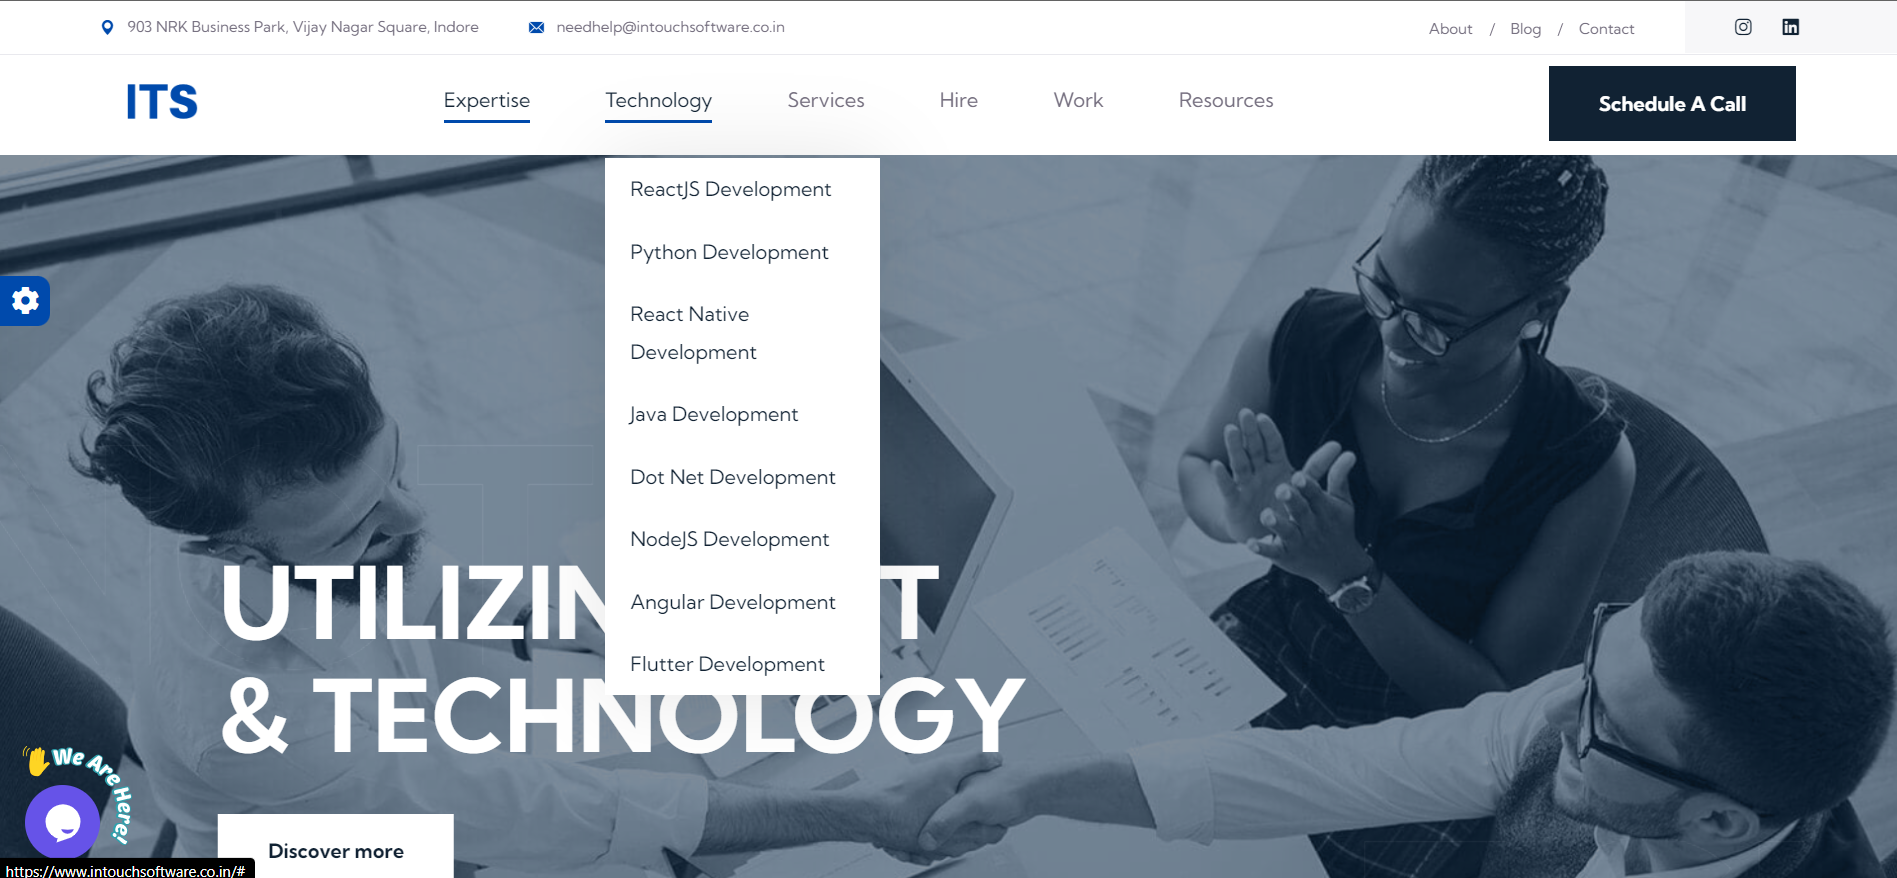 903 NRK Business Park, Vijay Nagar Square, Indore
needhelp@intouchsoftware.co.in
About / Blog / Contact
ITS
Expertise
Technology
Services
Hire
Work
Resources
Schedule A Call
ReactJS Development
Python Development
React Native
Development
Java Development
Dot Net Development
NodeJS Development
Angular Development
Flutter Development
& TECHNOLOGY
Discover more
We Are Here!
https://www.intouchsoftware.co.in/#